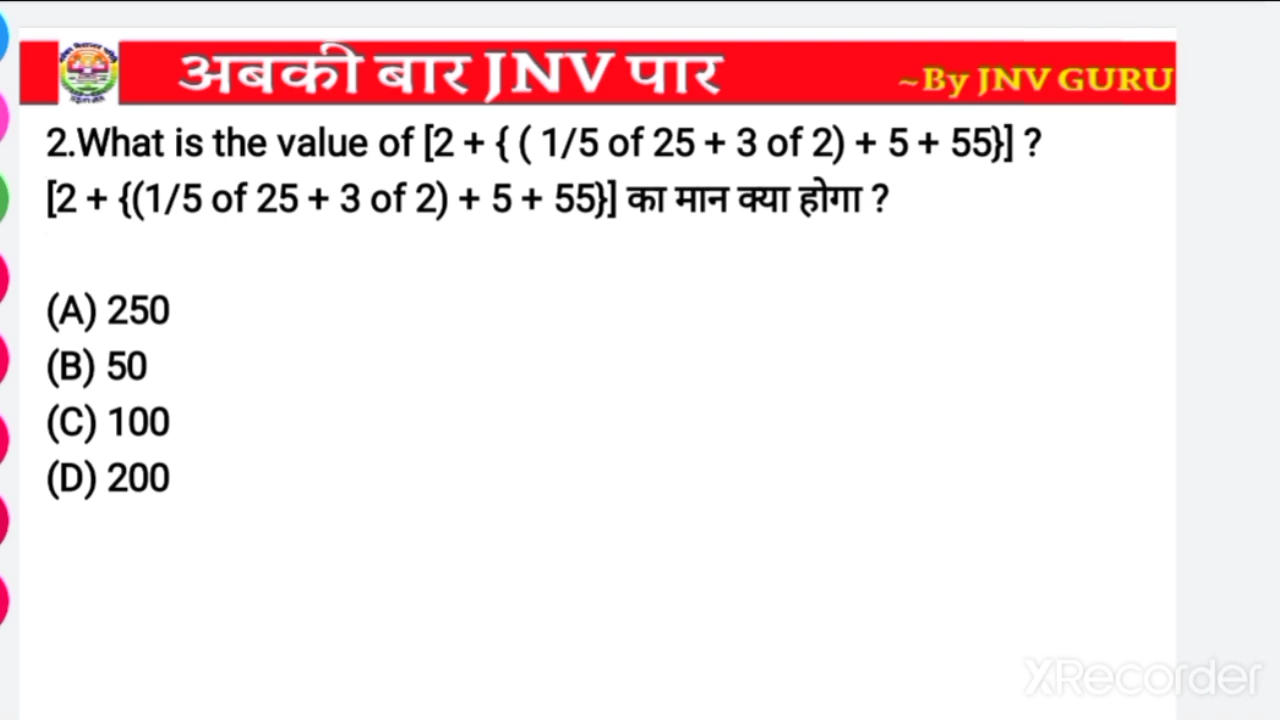 अबकी बार JNV पार
~By JNV GURU
2.What is the value of [2 + { ( 1/5 of 25 + 3 of 2) + 5 + 55}] ?
[2 + {(1/5 of 25 + 3 of 2) + 5 + 55}] का मान क्या होगा ?
(A) 250
(B) 50
(C) 100
(D) 200
XRecorder